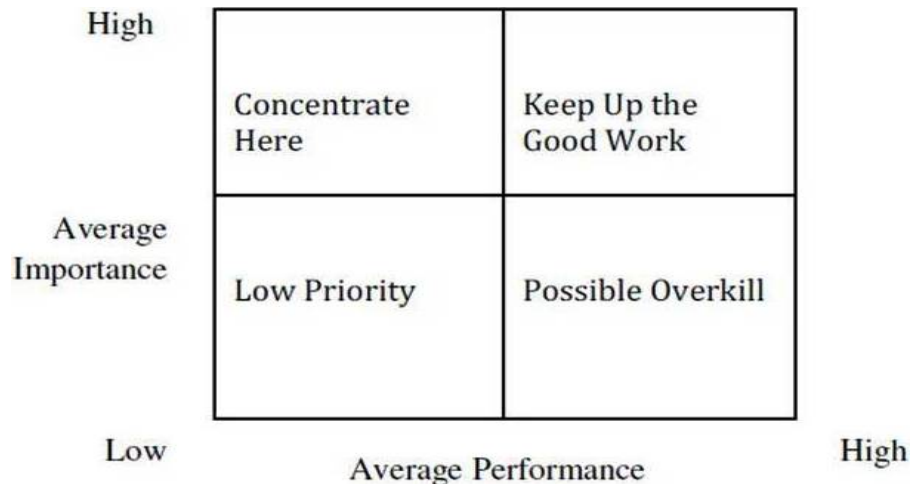 High
Concentrate
Here
Keep Up the
Good Work
Average
Importance
Low Priority
Possible Overkill
Low
Average Performance
High